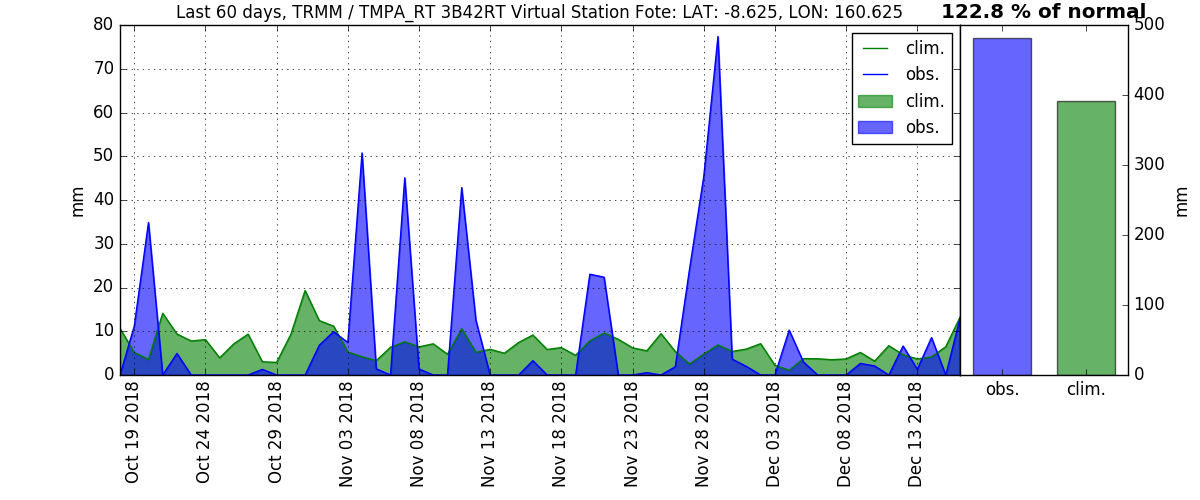 Last 60 days, TRMM / TMPA_RT 3B42RT Virtual Station Fote: LAT: -8.625, LON: 160.625
122.8 % of normal
80
70
60
50
40
30
20
10
0
mm
clim.
obs.
clim.
obs.
Oct 19 2018
Oct 24 2018
Oct 29 2018
Nov 03 2018
Nov 08 2018
Nov 13 2018
Nov 18 2018
Nov 23 2018
Nov 28 2018
Dec 03 2018
Dec 08 2018
Dec 13 2018
500
400
300
200
100
0
mm
obs.
clim.